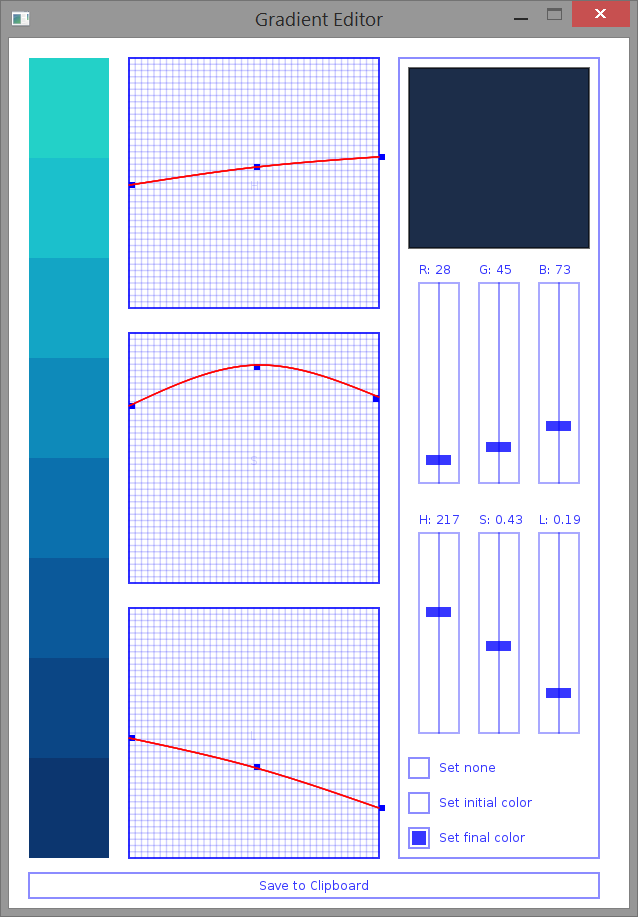 Gradient Editor
H
S
L
R: 28 G: 45 B: 73
H: 217 S: 0.43 L: 0.19
Set none
Set initial color
Set final color
Save to Clipboard